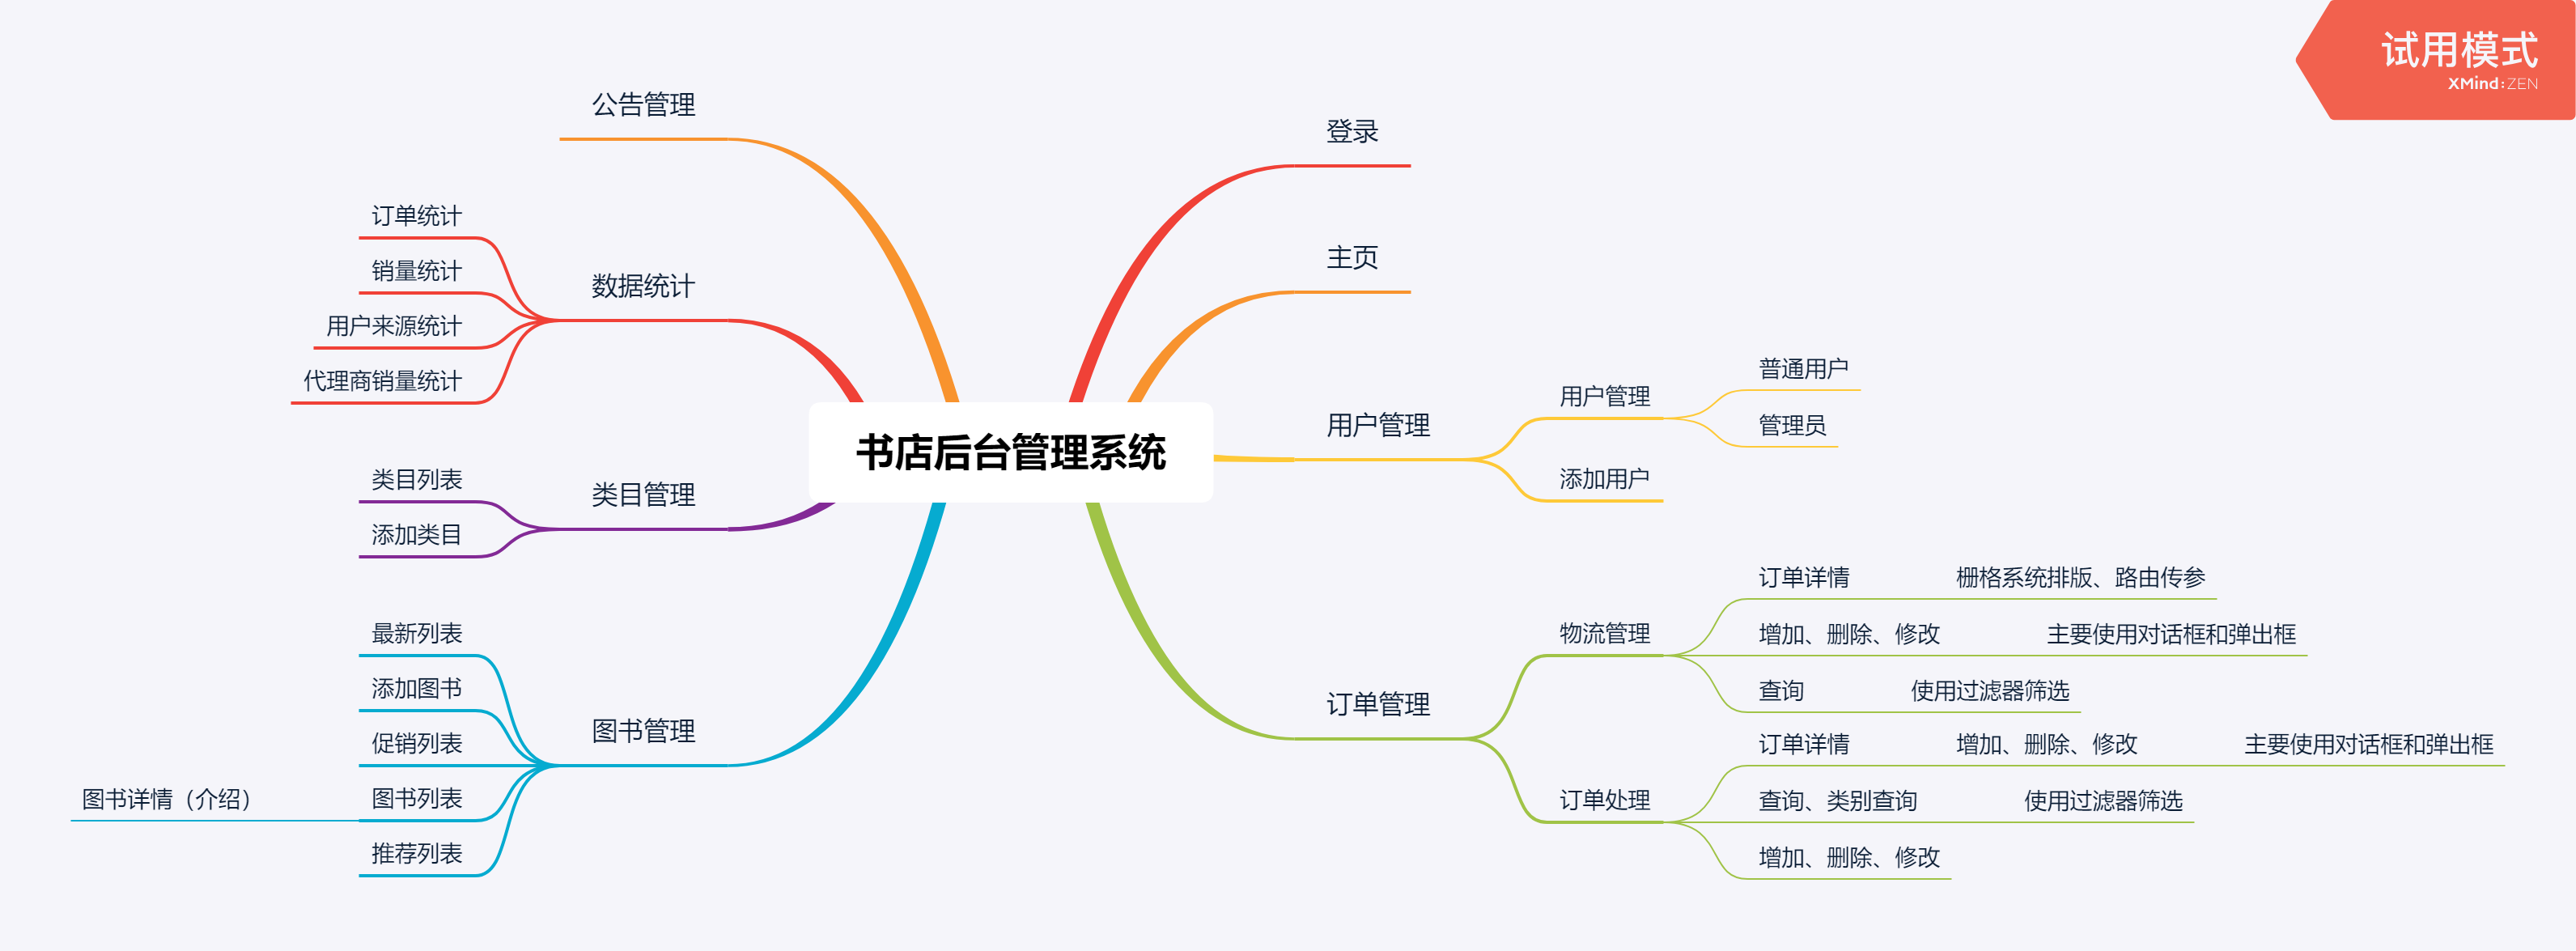 试用模式
XMind:ZEN
书店后台管理系统
登录
主页
用户管理
用户管理
普通用户
管理员
添加用户
订单管理
物流管理
订单详情
栅格系统排版、路由传参
增加、删除、修改
主要使用对话框和弹出框
查询
使用过滤器筛选
订单处理
订单详情
增加、删除、修改
主要使用对话框和弹出框
查询、类别查询
使用过滤器筛选
增加、删除、修改
公告管理
数据统计
订单统计
销量统计
用户来源统计
代理商销量统计
类目管理
类目列表
添加类目
图书管理
最新列表
添加图书
促销列表
图书列表
图书详情（介绍）
推荐列表